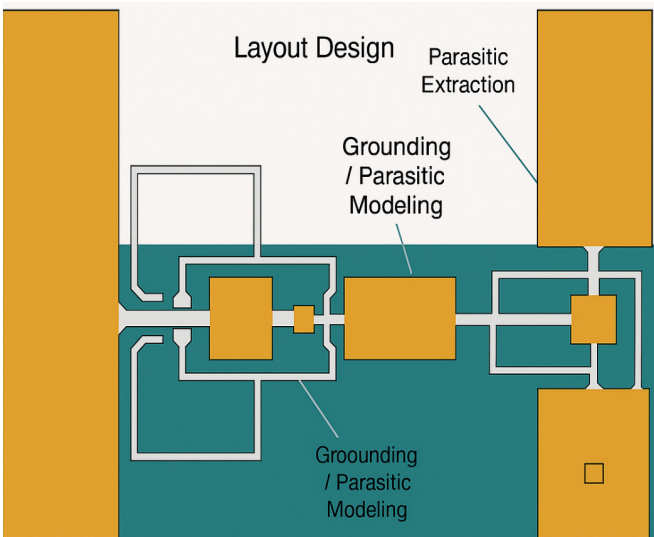 Layout Design
Parasitic
Extraction
Grounding
/ Parasitic
Modeling
Groounding
/ Parasitic
Modeling